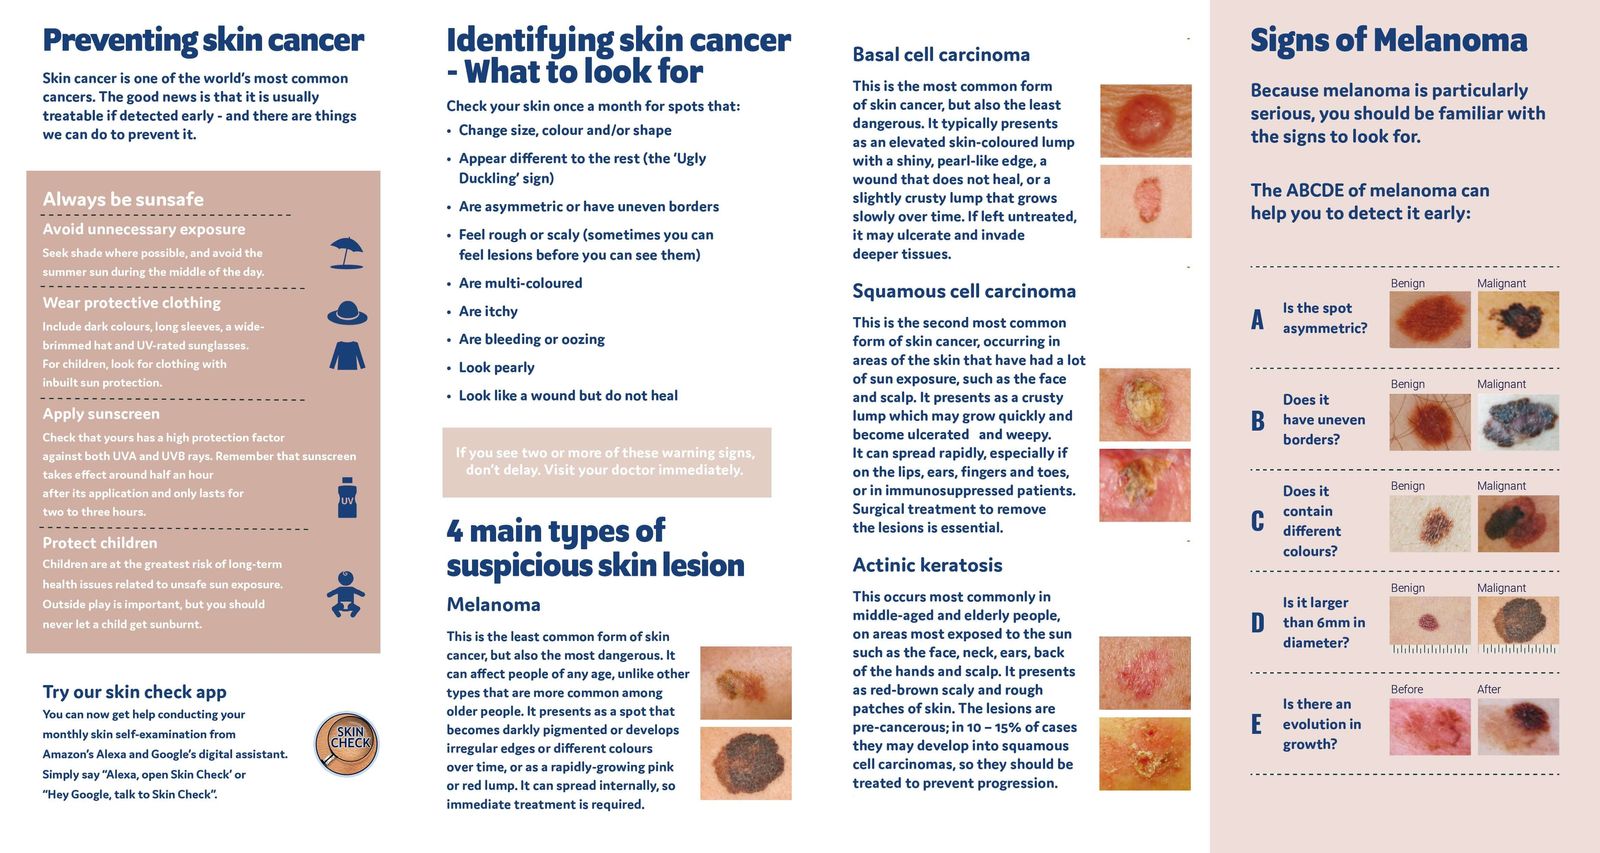 Preventing skin cancer
Skin cancer is one of the world's most common
cancers. The good news is that it is usually
treatable if detected early - and there are things
we can do to prevent it.
Always be sunsafe
Avoid unnecessary exposure
Seek shade where possible, and avoid the
summer sun during the middle of the day.
Wear protective clothing
Include dark colours, long sleeves, a wide-
brimmed hat and UV-rated sunglasses.
For children, look for clothing with
inbuilt sun protection.
Apply sunscreen
Check that yours has a high protection factor
against both UVA and UVB rays. Remember that sunscreen
takes effect around half an hour
after its application and only lasts for
two to three hours.
UV
Protect children
Children are at the greatest risk of long-term
health issues related to unsafe sun exposure.
Outside play is important, but you should
never let a child get sunburnt.
Try our skin check app
You can now get help conducting your
monthly skin self-examination from
Amazon's Alexa and Google's digital assistant.
Simply say "Alexa, open Skin Check' or
"Hey Google, talk to Skin Check".
SKIN
CHECK
Identifying skin cancer
- What to look for
Check your skin once a month for spots that:
• Change size, colour and/or shape
• Appear different to the rest (the 'Ugly
Duckling' sign)
• Are asymmetric or have uneven borders
• Feel rough or scaly (sometimes you can
feel lesions before you can see them)
• Are multi-coloured
• Are itchy
• Are bleeding or oozing
• Look pearly
• Look like a wound but do not heal
If you see two or more of these warning signs,
don't delay. Visit your doctor immediately.
4 main types of
suspicious skin lesion
Melanoma
This is the least common form of skin
cancer, but also the most dangerous. It
can affect people of any age, unlike other
types that are more common among
older people. It presents as a spot that
becomes darkly pigmented or develops
irregular edges or different colours
over time, or as a rapidly-growing pink
or red lump. It can spread internally, so
immediate treatment is required.
Basal cell carcinoma
This is the most common form
of skin cancer, but also the least
dangerous. It typically presents
as an elevated skin-coloured lump
with a shiny, pearl-like edge, a
wound that does not heal, or a
slightly crusty lump that grows
slowly over time. If left untreated,
it may ulcerate and invade
deeper tissues.
Squamous cell carcinoma
This is the second most common
form of skin cancer, occurring in
areas of the skin that have had a lot
of sun exposure, such as the face
and scalp. It presents as a crusty
lump which may grow quickly and
become ulcerated and weepy.
It can spread rapidly, especially if
on the lips, ears, fingers and toes,
or in immunosuppressed patients.
Surgical treatment to remove
the lesions is essential.
Actinic keratosis
This occurs most commonly in
middle-aged and elderly people,
on areas most exposed to the sun
such as the face, neck, ears, back
of the hands and scalp. It presents
as red-brown scaly and rough
patches of skin. The lesions are
pre-cancerous; in 10 – 15% of cases
they may develop into squamous
cell carcinomas, so they should be
treated to prevent progression.
Signs of Melanoma
Because melanoma is particularly
serious, you should be familiar with
the signs to look for.
The ABCDE of melanoma can
help you to detect it early:
Benign Malignant
A Is the spot
asymmetric?
Benign Malignant
B Does it
have uneven
borders?
Benign Malignant
C Does it
contain
different
colours?
Benign Malignant
D Is it larger
than 6mm in
diameter?
Before After
E Is there an
evolution in
growth?